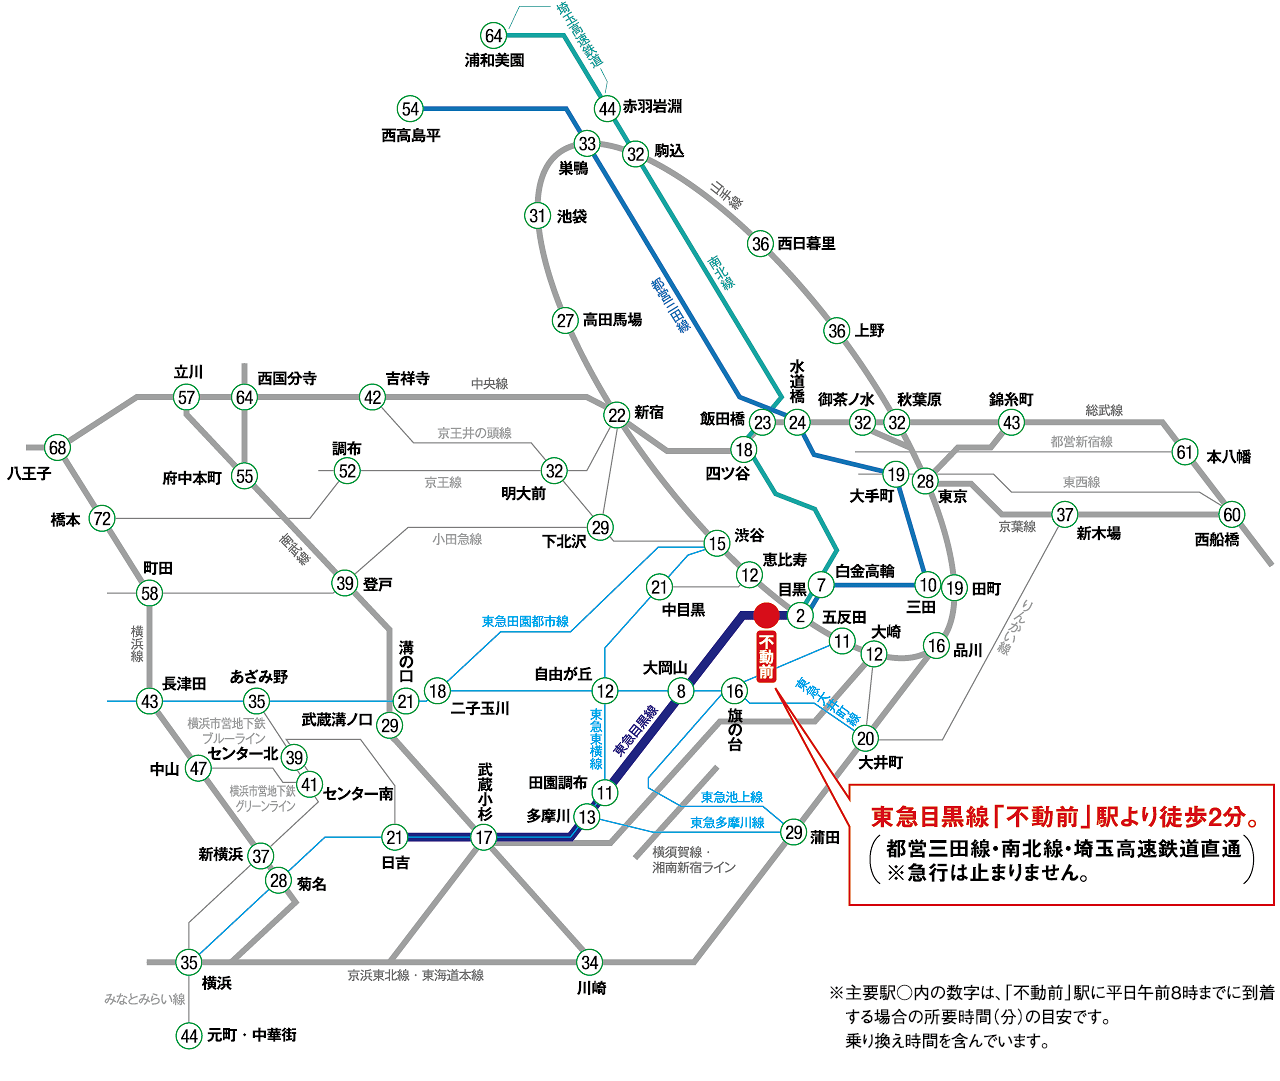 埼玉高速鉄道
64
浦和美園
54
西高島平
44
赤羽岩淵
33
巣鴨
32
駒込
山手線
31
池袋
36
西日暮里
南北線
都営三田線
27
高田馬場
36
上野
立川
57
西国分寺
64
吉祥寺
42
中央線
22
新宿
水道橋
24
飯田橋
23
御茶ノ水
32
秋葉原
32
錦糸町
43
総武線
京王井の頭線
都営新宿線
68
八王子
調布
52
京王線
府中本町
55
32
明大前
18
四ツ谷
19
大手町
28
東京
東西線
61
本八幡
橋本
72
29
下北沢
小田急線
南武線
京葉線
37
新木場
60
西船橋
15
渋谷
恵比寿
12
町田
58
39
登戸
21
中目黒
目黒
2
7
白金高輪
10
三田
19
田町
りんかい線
横浜線
東急田園都市線
不動前
五反田
11
大崎
12
16
品川
溝の口
21
長津田
43
あざみ野
35
18
二子玉川
自由が丘
12
大岡山
8
16
旗の台
東急大井町線
武蔵溝ノ口
29
横浜市営地下鉄
ブルーライン
東急東横線
東急目黒線
20
大井町
センター北
39
中山
47
41
センター南
横浜市営地下鉄
グリーンライン
武蔵小杉
17
田園調布
11
多摩川
13
東急池上線
東急多摩川線
29
蒲田
東急目黒線「不動前」駅より徒歩2分。
(都営三田線・南北線・埼玉高速鉄道直通
※急行は止まりません。)
21
日吉
新横浜
37
横須賀線・
湘南新宿ライン
28
菊名
35
横浜
京浜東北線・東海道本線
34
川崎
みなとみらい線
44
元町・中華街
※主要駅○内の数字は、「不動前」駅に平日午前8時までに到着
する場合の所要時間(分)の目安です。
乗り換え時間を含んでいます。